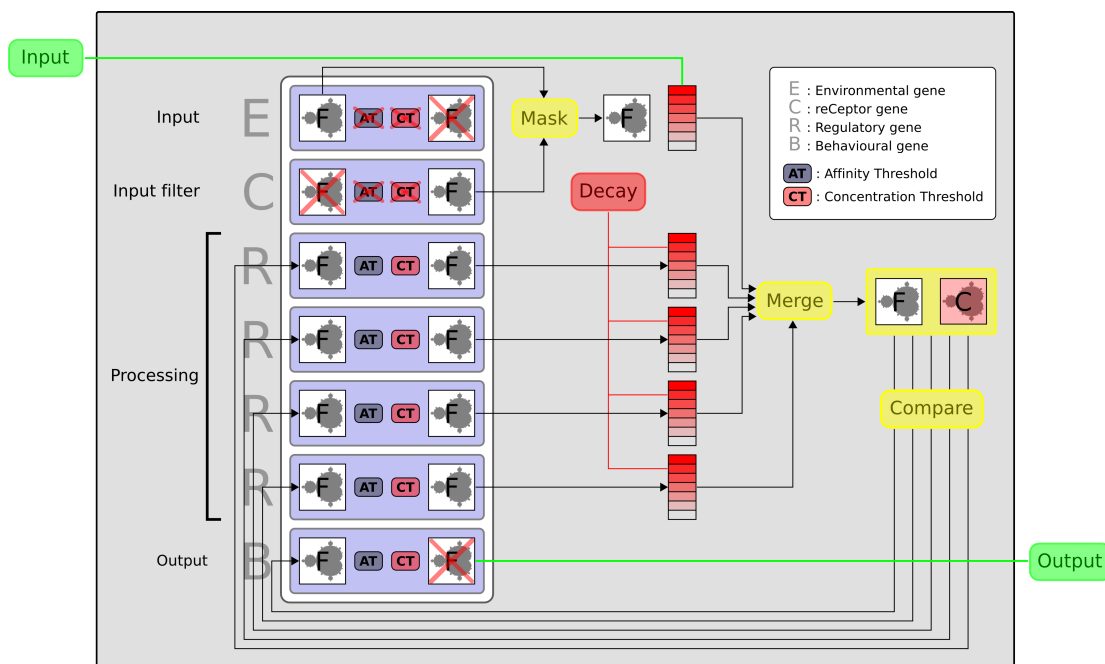 Input
Input
E
F
AT
CT
F
Mask
F
E : Environmental gene
C : reCeptor gene
R : Regulatory gene
B : Behavioural gene
AT : Affinity Threshold
CT : Concentration Threshold
Input filter
C
F
AT
CT
F
Decay
R
F
AT
CT
F
Merge
F
C
R
F
AT
CT
F
Processing
R
F
AT
CT
F
Compare
R
F
AT
CT
F
Output
B
F
AT
CT
F
Output